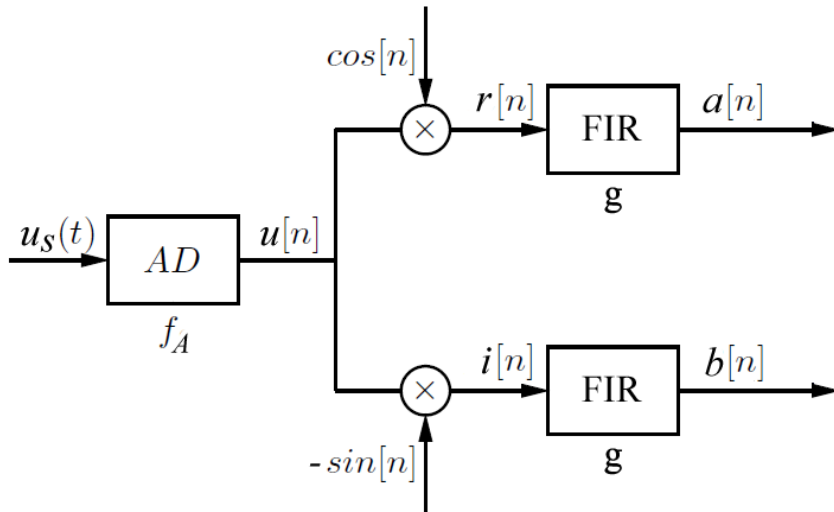 cos[n]
r[n]
FIR
a[n]
×
g
u_s(t)
AD
u[n]
f_A
i[n]
FIR
b[n]
×
g
-sin[n]